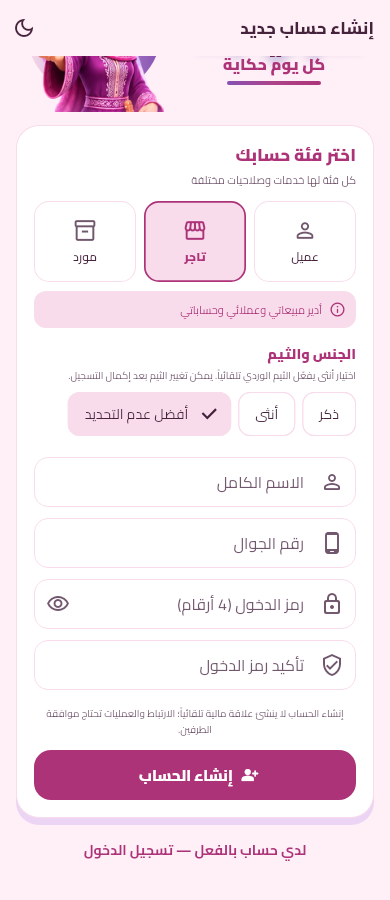 إنشاء حساب جديد
كل يوم حكاية
اختر فئة حسابك
كل فئة لها خدمات وصلاحيات مختلفة
عميل
تاجر
مورد
أدير مبيعاتي وعملائي وحساباتي
الجنس والثيم
اختيار أنثى يفعّل الثيم الوردي تلقائياً. يمكن تغيير الثيم بعد إكمال التسجيل.
ذكر
أنثى
أفضل عدم التحديد
الاسم الكامل
رقم الجوال
رمز الدخول (4 أرقام)
تأكيد رمز الدخول
إنشاء الحساب لا ينشئ علاقة مالية تلقائياً؛ الارتباط والعمليات تحتاج موافقة
الطرفين.
إنشاء الحساب
لدي حساب بالفعل — تسجيل الدخول